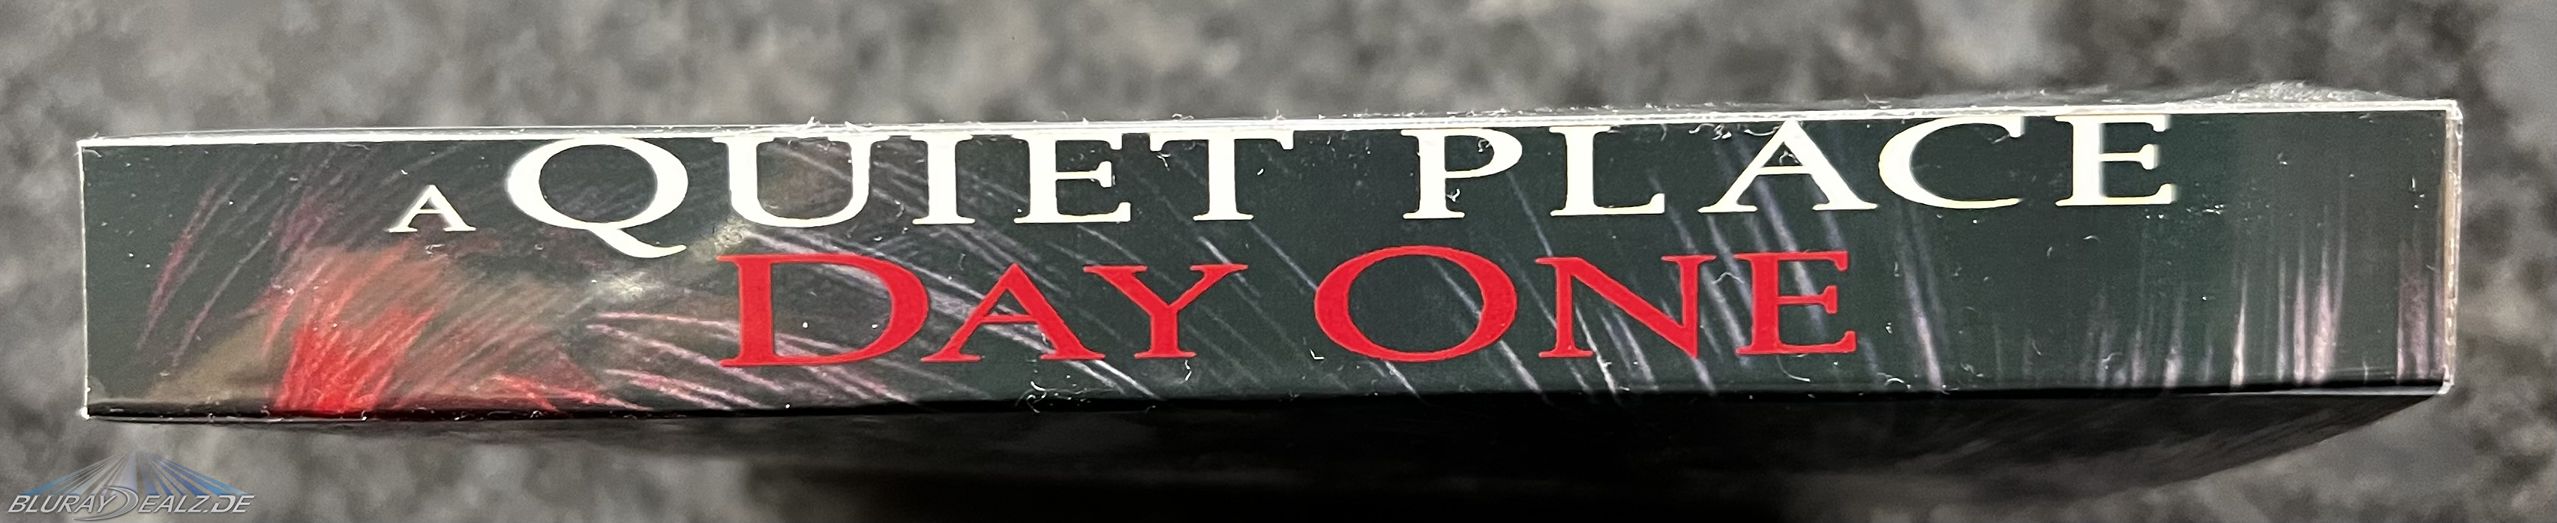 A QUIET PLACE
DAY ONE
BLURAYDEALZ.DE